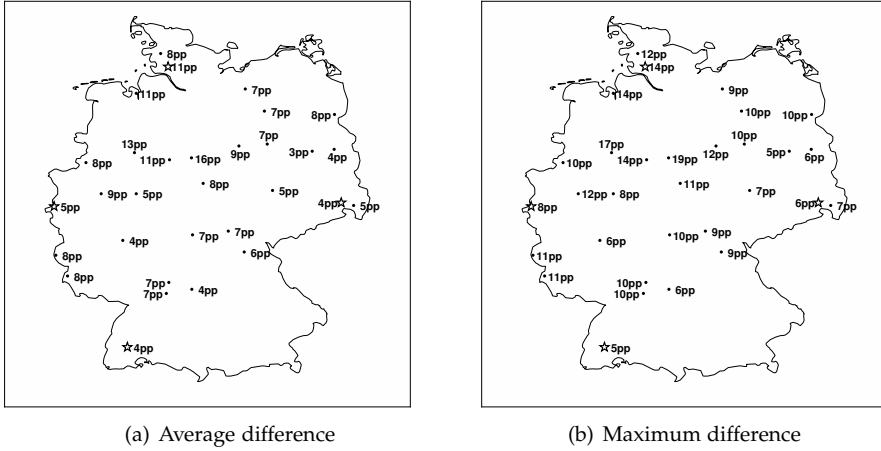 8pp
11pp
11pp
7pp
7pp
8pp
13pp
8pp
11pp
16pp
9pp
7pp
3pp
4pp
9pp
5pp
8pp
5pp
4pp
5pp
5pp
4pp
7pp
7pp
6pp
8pp
8pp
7pp
7pp
4pp
4pp
(a) Average difference
12pp
14pp
14pp
9pp
10pp
10pp
17pp
10pp
14pp
19pp
12pp
10pp
5pp
6pp
12pp
8pp
11pp
7pp
6pp
7pp
8pp
6pp
10pp
9pp
9pp
11pp
11pp
10pp
10pp
6pp
5pp
(b) Maximum difference